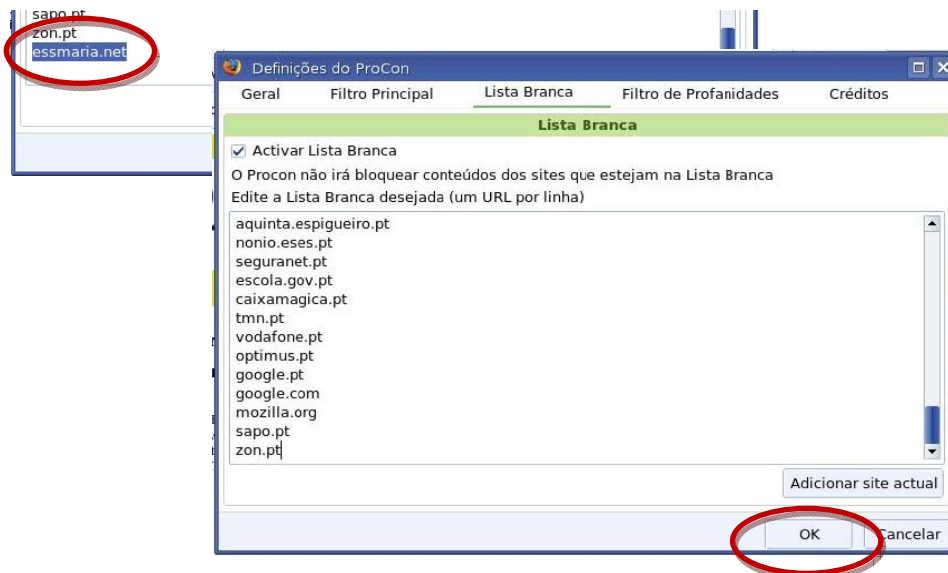 sapo.pt
zon.pt
essmaria.net
Definições do ProCon
Geral Filtro Principal Lista Branca Filtro de Profanidades Créditos
Lista Branca
Activar Lista Branca
O Procon não irá bloquear conteúdos dos sites que estejam na Lista Branca
Edite a Lista Branca desejada (um URL por linha)
aquinta.espigueiro.pt
nonio.eses.pt
seguranet.pt
escola.gov.pt
caixamagica.pt
tmn.pt
vodafone.pt
optimus.pt
google.pt
google.com
mozilla.org
sapo.pt
zon.pt
Adicionar site actual
OK Cancelar